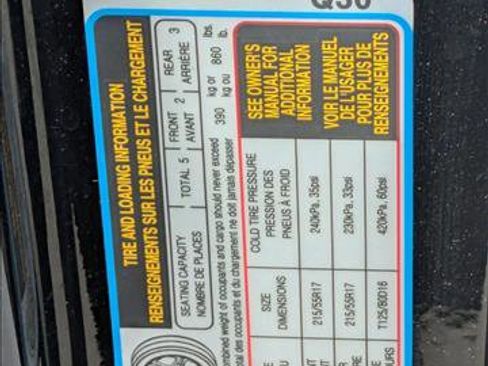 TIRE AND LOADING INFORMATION
RENSEIGNEMENTS SUR LES PNEUS ET LE CHARGEMENT
SEATING CAPACITY
NOMBRE DE PLACES
TOTAL 5
FRONT 2
AVANT
REAR 3
ARRIÈRE
combined weight of occupants and cargo should never exceed 390 kg or 860 lbs.
total des occupants et du chargement ne doit jamais dépasser kg ou lb.
SIZE
DIMENSIONS
COLD TIRE PRESSURE
PRESSION DES
PNEUS À FROID
SEE OWNER'S
MANUAL FOR
ADDITIONAL
INFORMATION
VOIR LE MANUEL
DE L'USAGER
POUR PLUS DE
RENSEIGNEMENTS
215/55R17 240kPa, 35psi
215/55R17 230kPa, 33psi
T125/80D16 420kPa, 60psi